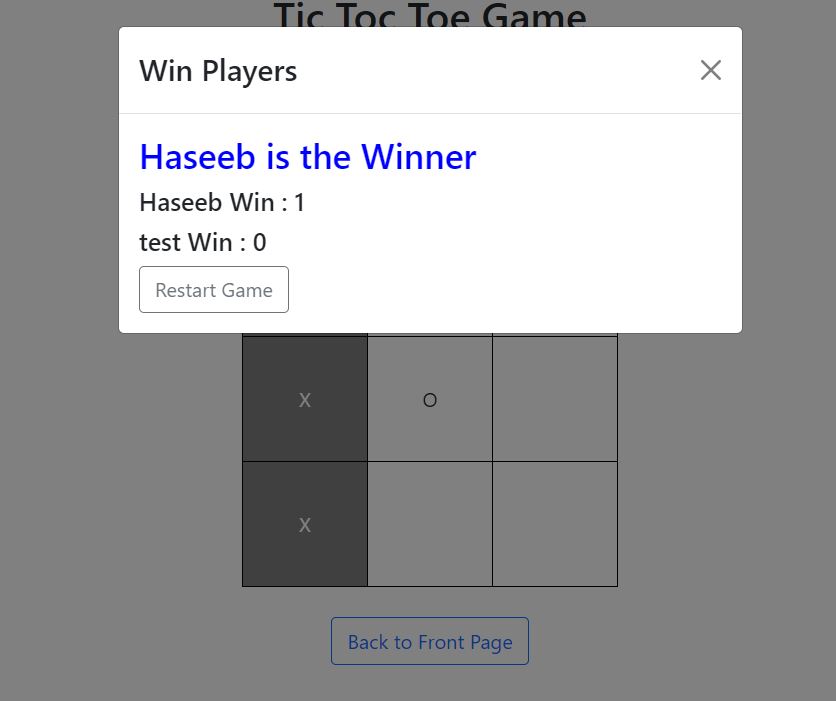 Tic Toc Toe Game
Win Players
Haseeb is the Winner
Haseeb Win : 1
test Win : 0
Restart Game
X O
X
Back to Front Page